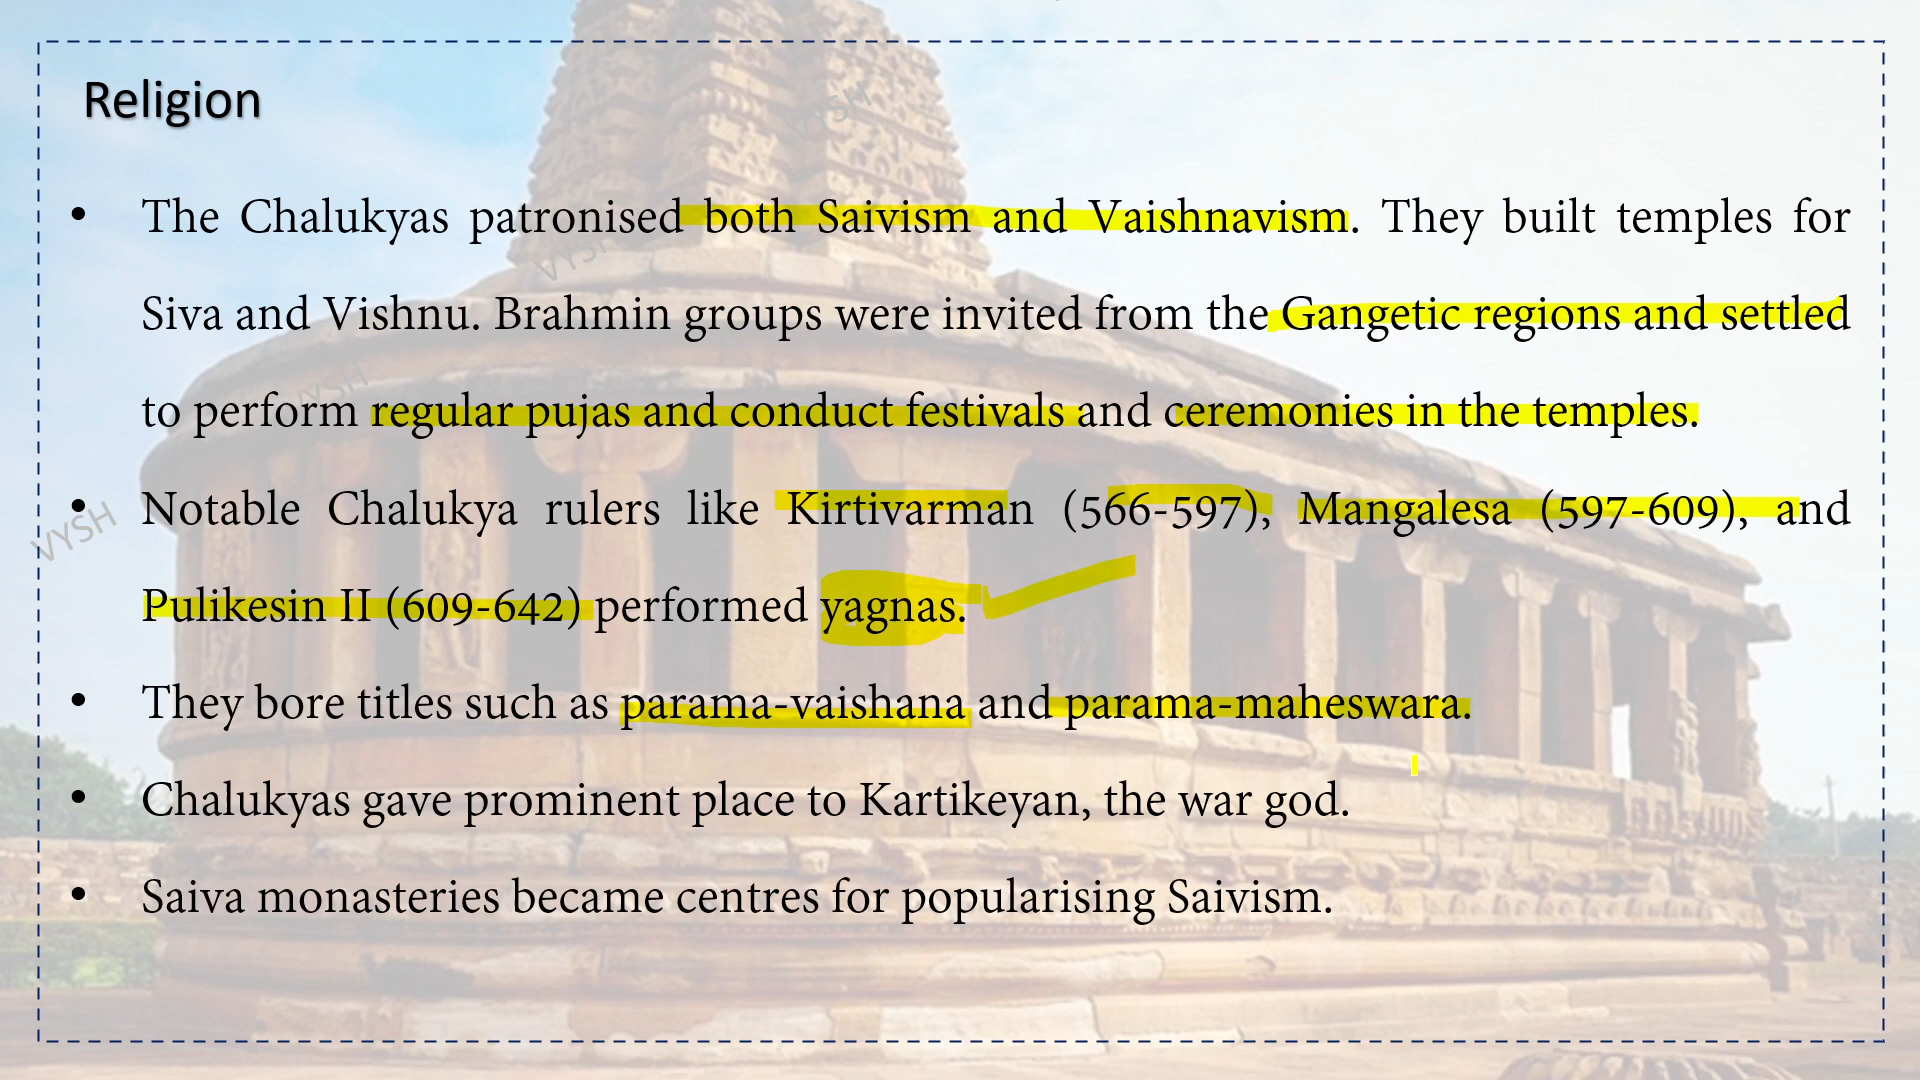 Religion
• The Chalukyas patronised both Saivism and Vaishnavism. They built temples for
Siva and Vishnu. Brahmin groups were invited from the Gangetic regions and settled
to perform regular pujas and conduct festivals and ceremonies in the temples.
• Notable Chalukya rulers like Kirtivarman (566-597), Mangalesa (597-609), and
Pulikesin II (609-642) performed yagnas.
• They bore titles such as parama-vaishana and parama-maheswara.
• Chalukyas gave prominent place to Kartikeyan, the war god.
• Saiva monasteries became centres for popularising Saivism.
VYSH
VYSH
VYSH
VYSH